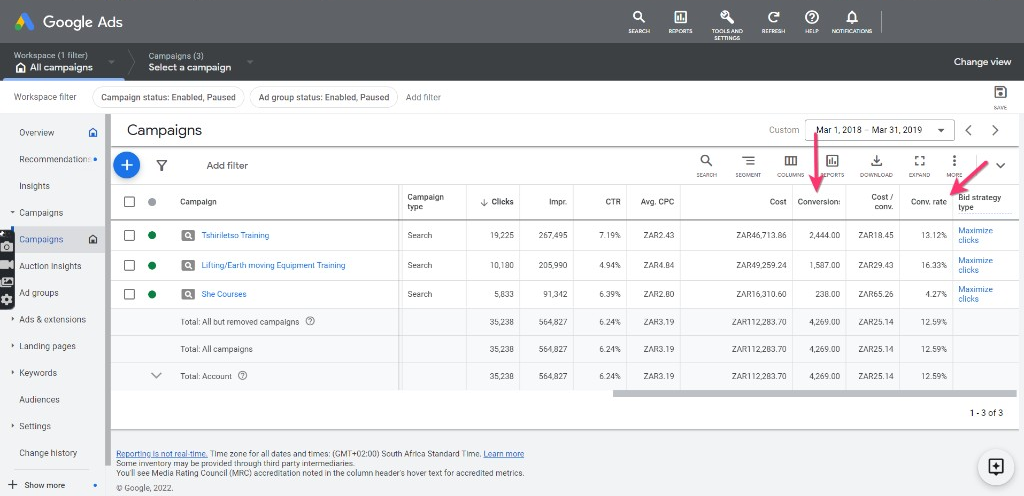 Google Ads
SEARCH
REPORTS
TOOLS AND
SETTINGS
REFRESH
HELP
NOTIFICATIONS
Workspace (1 filter)
All campaigns
Campaigns (3)
Select a campaign
Change view
Workspace filter
Campaign status: Enabled, Paused
Ad group status: Enabled, Paused
Add filter
SAVE
Overview
Recommendations
Insights
Campaigns
Campaigns
Auction insights
Ad groups
Ads & extensions
Landing pages
Keywords
Audiences
Settings
Change history
Show more
Campaigns
Custom
Mar 1, 2018 – Mar 31, 2019
Add filter
SEARCH
SEGMENT
COLUMNS
REPORTS
DOWNLOAD
EXPAND
MORE
Campaign
Campaign
type
Clicks
Impr.
CTR
Avg. CPC
Cost
Conversions
Cost /
conv.
Conv. rate
Bid strategy
type
Tshiriletso Training Search 19,225 267,495 7.19% ZAR2.43 ZAR46,713.86 2,444.00 ZAR18.45 13.12% Maximize
clicks
Lifting/Earth moving Equipment Training Search 10,180 205,990 4.94% ZAR4.84 ZAR49,259.24 1,587.00 ZAR29.43 16.33% Maximize
clicks
She Courses Search 5,833 91,342 6.39% ZAR2.80 ZAR16,310.60 238.00 ZAR65.26 4.27% Maximize
clicks
Total: All but removed campaigns 35,238 564,827 6.24% ZAR3.19 ZAR112,283.70 4,269.00 ZAR25.14 12.59%
Total: All campaigns 35,238 564,827 6.24% ZAR3.19 ZAR112,283.70 4,269.00 ZAR25.14 12.59%
Total: Account 35,238 564,827 6.24% ZAR3.19 ZAR112,283.70 4,269.00 ZAR25.14 12.59%
1 - 3 of 3
Reporting is not real-time. Time zone for all dates and times: (GMT+02:00) South Africa Standard Time. Learn more
Some inventory may be provided through third party intermediaries.
You'll see Media Rating Council (MRC) accreditation noted in the column header's hover text for accredited metrics.
© Google, 2022.